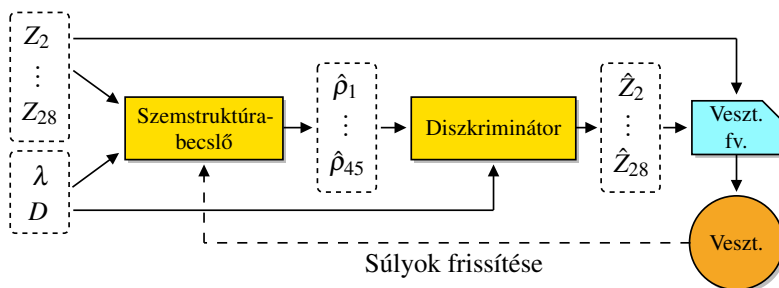 Z₂
⋮
Z₂₈
λ
D
Szemstruktúra-
becslő
ρ̂₁
⋮
ρ̂₄₅
Diszkriminátor
Ẑ₂
⋮
Ẑ₂₈
Veszt.
fv.
Veszt.
Súlyok frissítése